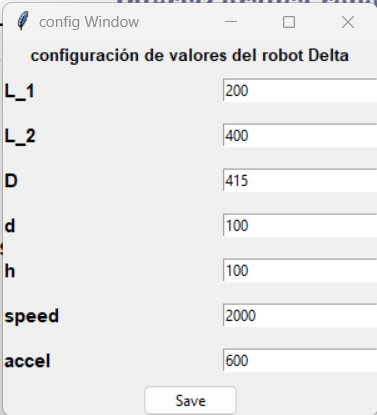 config Window
configuración de valores del robot Delta
L_1 200
L_2 400
D 415
d 100
h 100
speed 2000
accel 600
Save